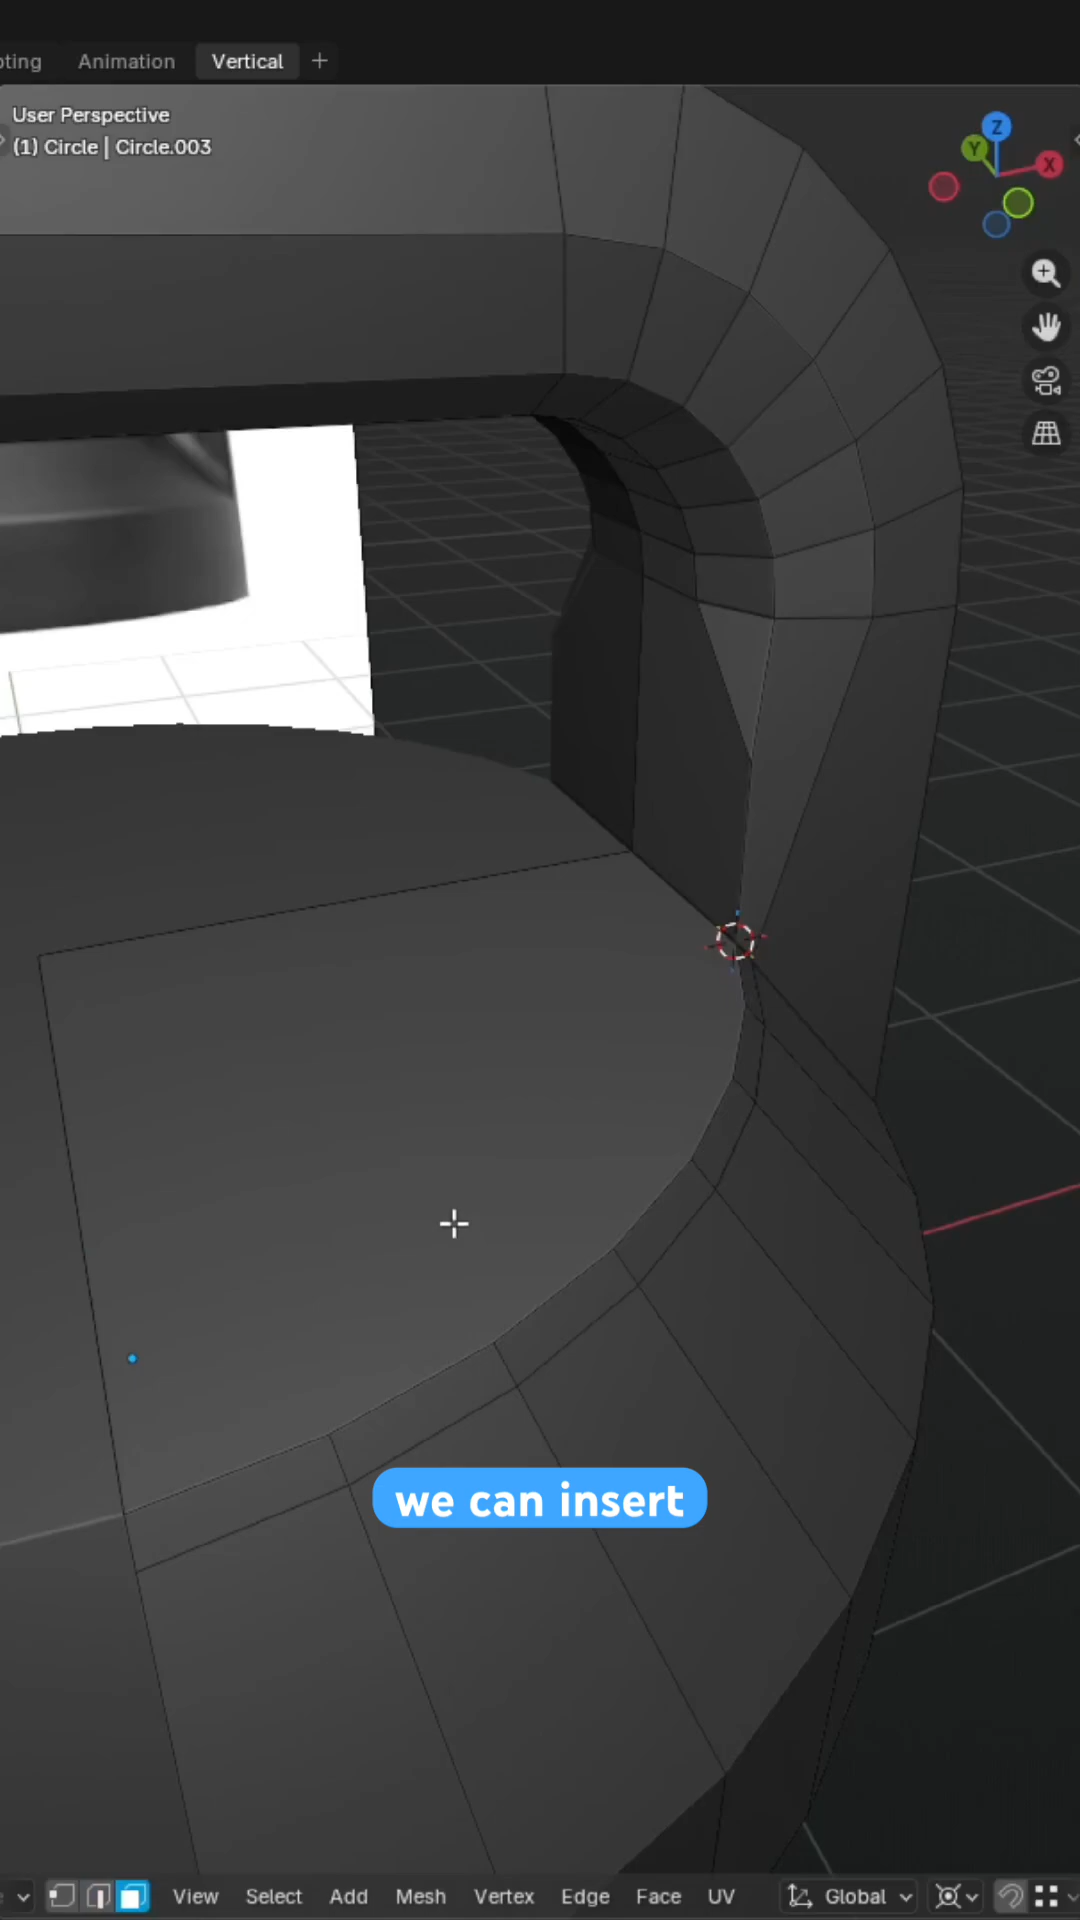 oting Animation Vertical +
User Perspective
(1) Circle | Circle.003
Z
Y
X
we can insert
View Select Add Mesh Vertex Edge Face UV Global